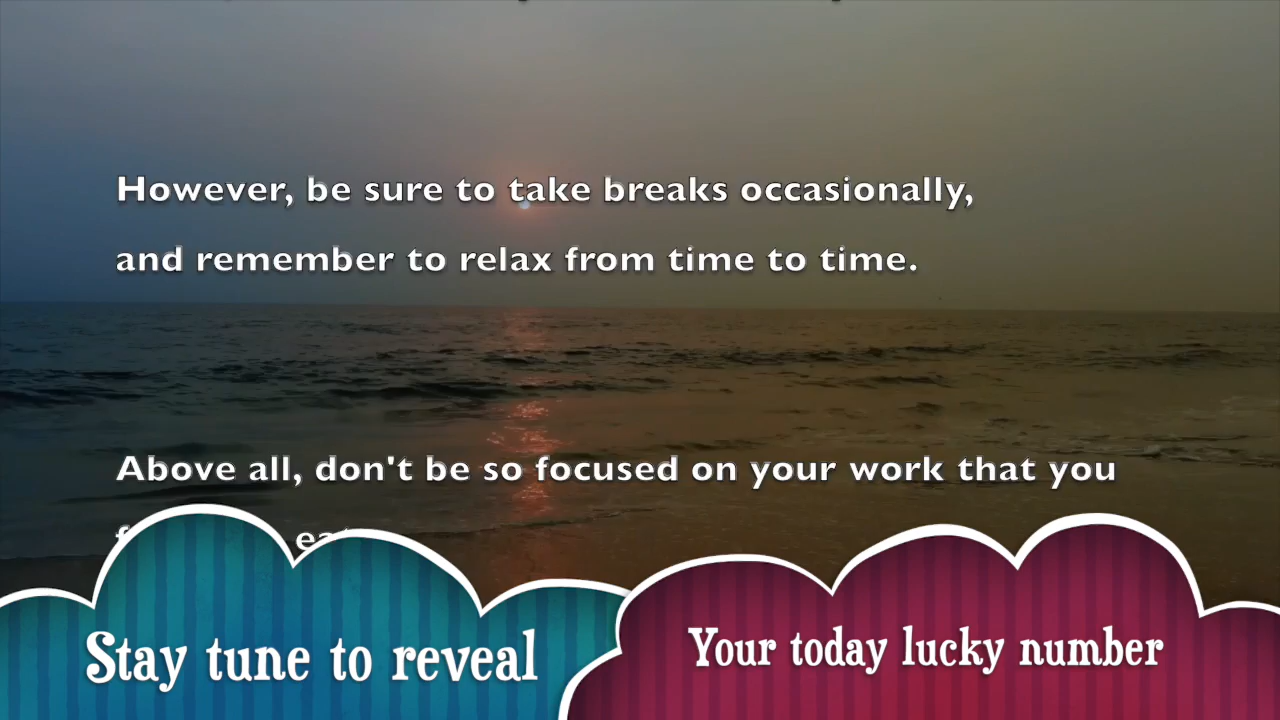 However, be sure to take breaks occasionally,
and remember to relax from time to time.
Above all, don't be so focused on your work that you
Stay tune to reveal
Your today lucky number